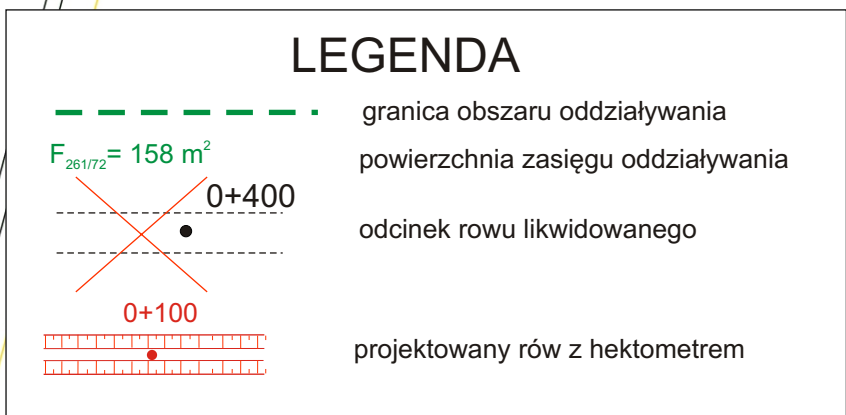 LEGENDA
granica obszaru oddziaływania
F261/72= 158 m²
powierzchnia zasięgu oddziaływania
0+400
odcinek rowu likwidowanego
0+100
projektowany rów z hektometrem